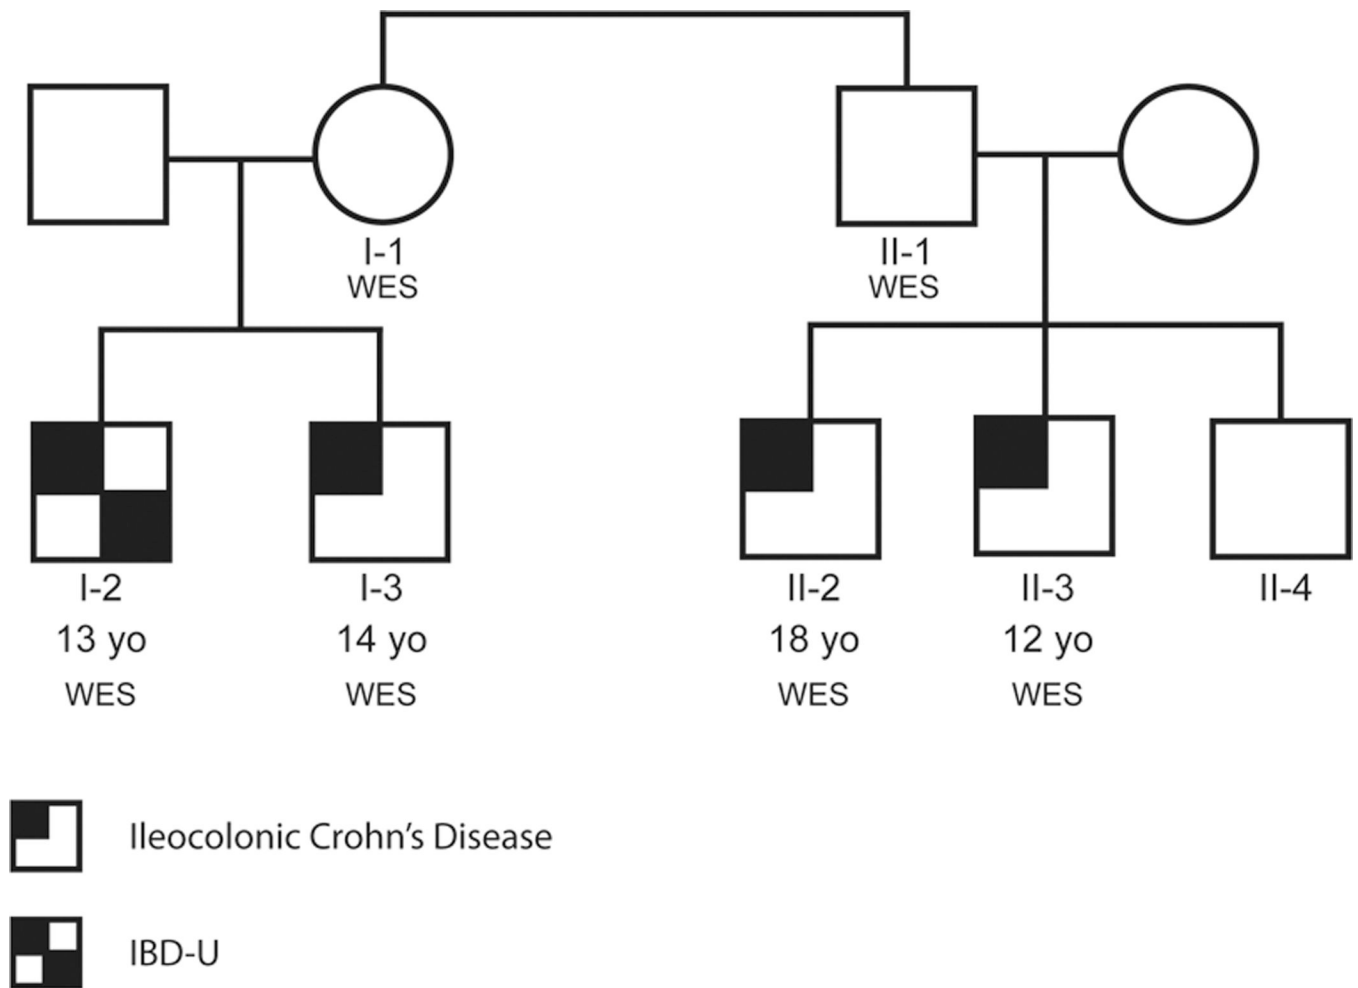 I-1
WES
II-1
WES
I-2
13 yo
WES
I-3
14 yo
WES
II-2
18 yo
WES
II-3
12 yo
WES
II-4
Ileocolonic Crohn’s Disease
IBD-U